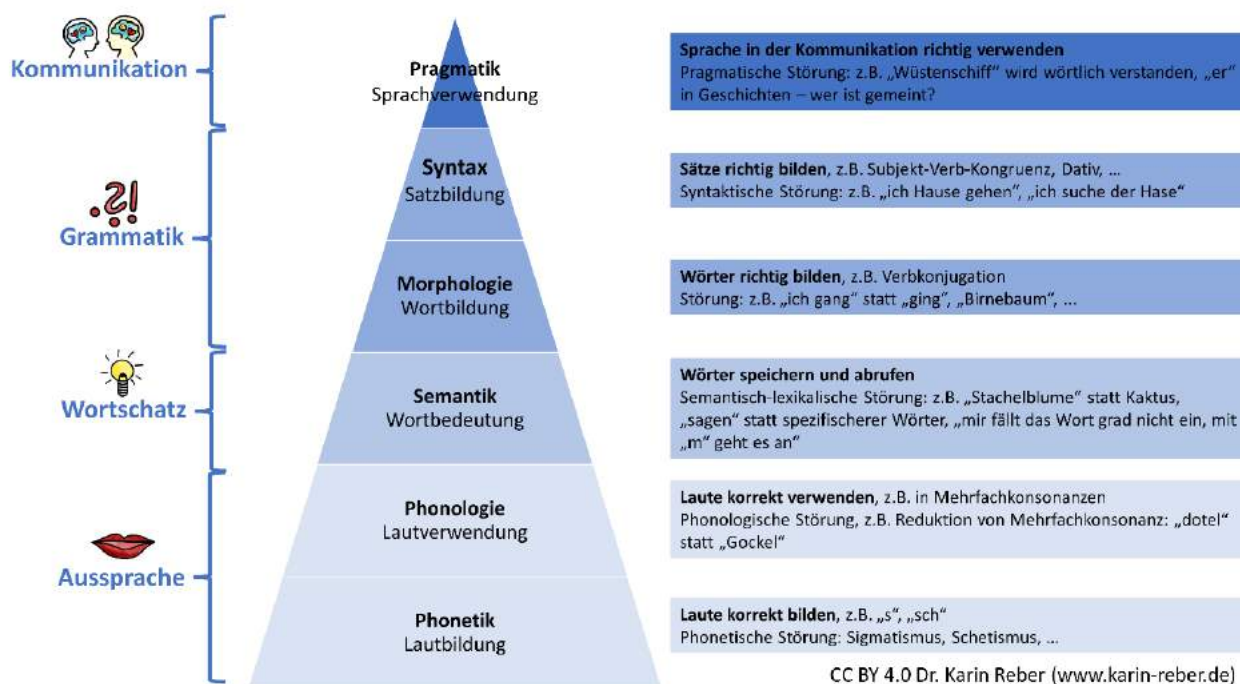 Kommunikation
Pragmatik
Sprachverwendung
Sprache in der Kommunikation richtig verwenden
Pragmatische Störung: z.B. „Wüstenschiff“ wird wörtlich verstanden, „er“
in Geschichten – wer ist gemeint?
Grammatik
Syntax
Satzbildung
Sätze richtig bilden, z.B. Subjekt-Verb-Kongruenz, Dativ, ...
Syntaktische Störung: z.B. „ich Hause gehen“, „ich suche der Hase“
Morphologie
Wortbildung
Wörter richtig bilden, z.B. Verbkonjugation
Störung: z.B. „ich gang“ statt „ging“, „Birnebaum“, ...
Wortschatz
Semantik
Wortbedeutung
Wörter speichern und abrufen
Semantisch-lexikalische Störung: z.B. „Stachelblume“ statt Kaktus,
„sagen“ statt spezifischerer Wörter, „mir fällt das Wort grad nicht ein, mit
„m“ geht es an“
Aussprache
Phonologie
Lautverwendung
Laute korrekt verwenden, z.B. in Mehrfachkonsonanzen
Phonologische Störung, z.B. Reduktion von Mehrfachkonsonanz: „dotel“
statt „Gockel“
Phonetik
Lautbildung
Laute korrekt bilden, z.B. „s“, „sch“
Phonetische Störung: Sigmatismus, Schetismus, ...
CC BY 4.0 Dr. Karin Reber (www.karin-reber.de)